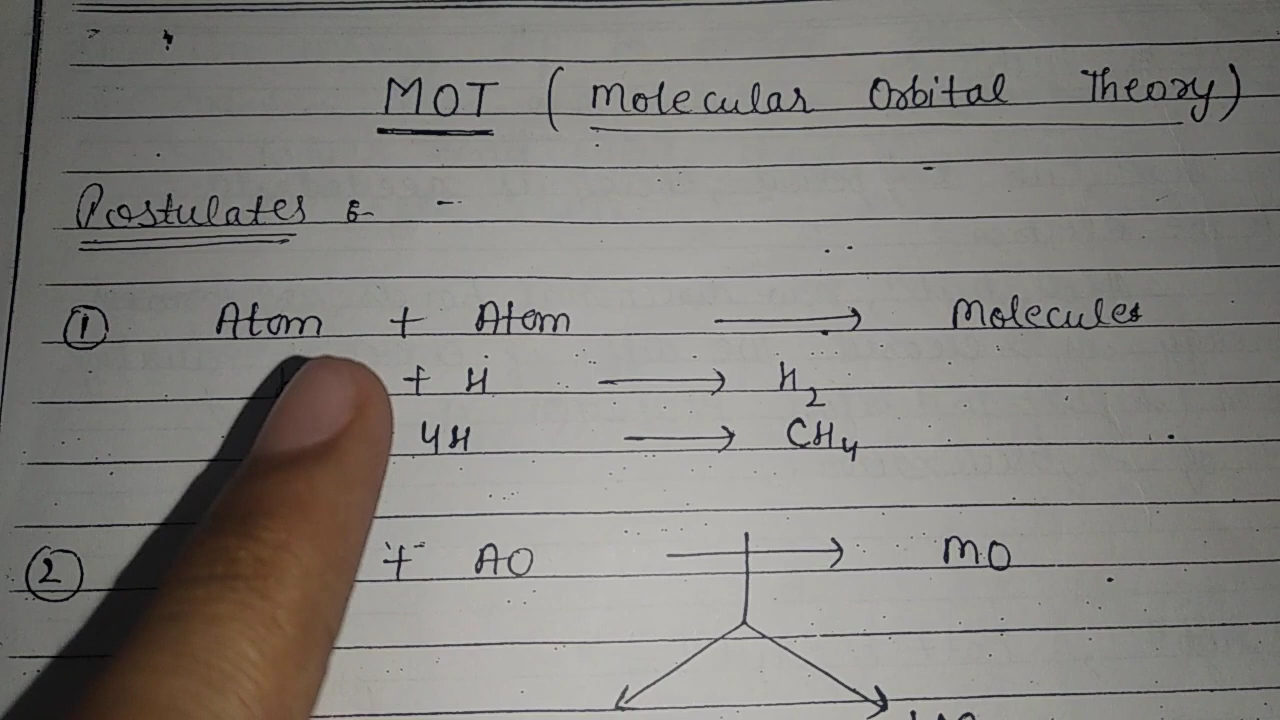 MOT ( Molecular Orbital Theory)
Postulates :-
① Atom + Atom ⟶ Molecules
+ H ⟶ H₂
4H ⟶ CH₄
② + AO ⟶ MO